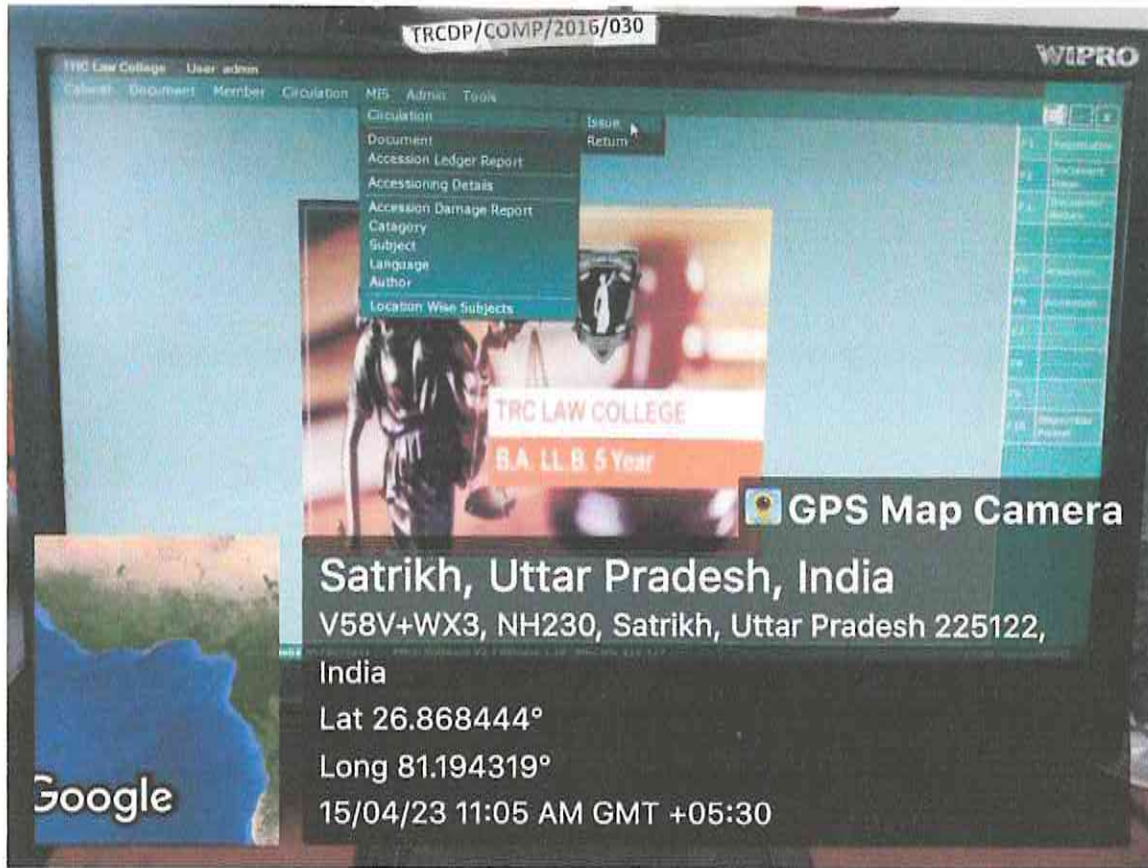 TRCDP/COMP/2016/030
WIPRO
TRC Law College User admin
Cabinet Document Member Circulation MIS Admin Tools
Circulation
Issue
Return
Document
Accession Ledger Report
Accessioning Details
Accession Damage Report
Catagory
Subject
Language
Author
Location Wise Subjects
TRC LAW COLLEGE
B.A. LL.B. 5 Year
GPS Map Camera
Satrikh, Uttar Pradesh, India
V58V+WX3, NH230, Satrikh, Uttar Pradesh 225122,
India
Lat 26.868444°
Long 81.194319°
15/04/23 11:05 AM GMT +05:30
Google